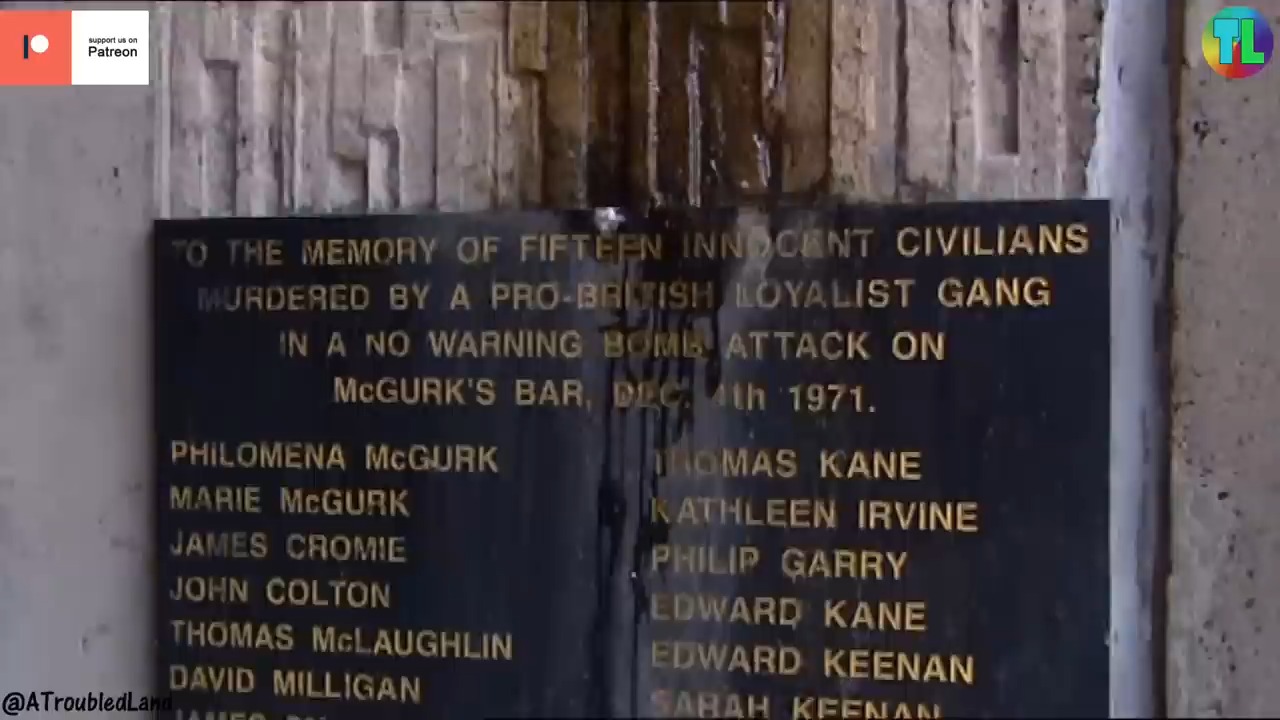 support us on
Patreon
TL
TO THE MEMORY OF FIFTEEN INNOCENT CIVILIANS
MURDERED BY A PRO-BRITISH LOYALIST GANG
IN A NO WARNING BOMB ATTACK ON
McGURK'S BAR, DEC. 4th 1971.
PHILOMENA McGURK
MARIE McGURK
JAMES CROMIE
JOHN COLTON
THOMAS McLAUGHLIN
DAVID MILLIGAN
JAMES
THOMAS KANE
KATHLEEN IRVINE
PHILIP GARRY
EDWARD KANE
EDWARD KEENAN
SARAH KEENAN
@ATroubledLand